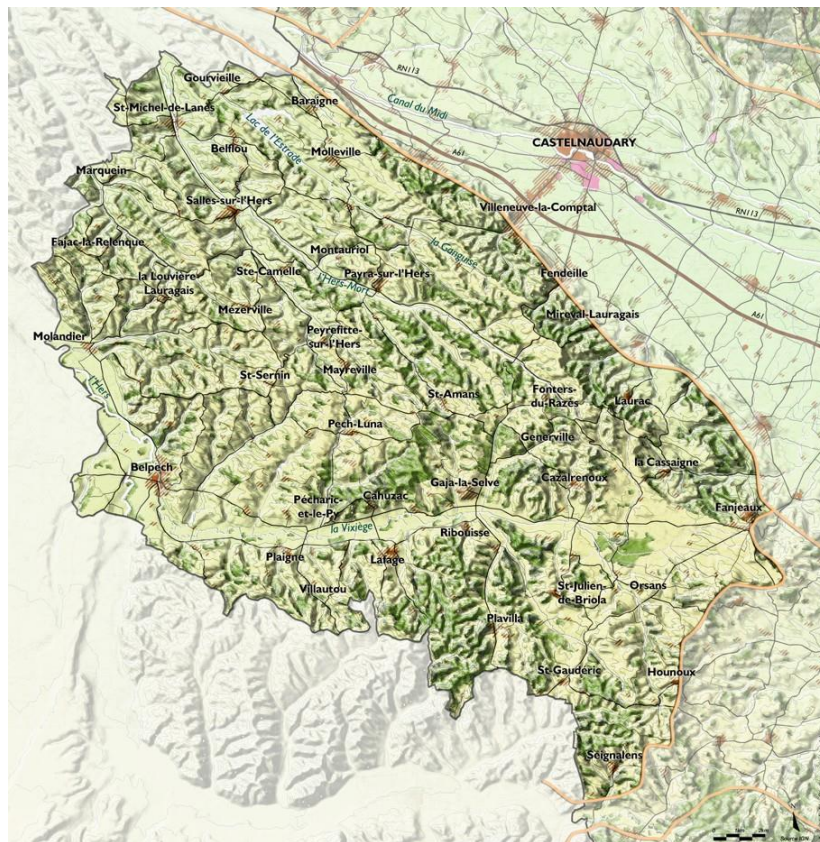 Gourvieille
RN113
St-Michel-de-Lanès
Baraigne
Canal du Midi
Lac de l'Estrade
Belflou
Molleville
CASTELNAUDARY
A61
Marquein
Salles-sur-l'Hers
Villeneuve-la-Comptal
RN113
Fajac-la-Relenque
Montauriol
la Ganguise
la Louvière-
Lauragais
Ste-Camelle
l'Hers-Mort
Payra-sur-l'Hers
Fendeille
Mézerville
Mireval-Lauragais
A61
Molandier
Peyrefitte-
sur-l'Hers
l'Hers
St-Sernin
Mayreville
St-Amans
Fonters-
du-Razès
Laurac
Pech-Luna
Generville
Belpech
la Cassaigne
Gaja-la-Selve
Cazalrenoux
Pécharic-
et-le-Py
Cahuzac
Fanjeaux
la Vixiège
Ribouisse
Plaigne
Lafage
Villautou
St-Julien-
de-Briola
Orsans
Plavilla
St-Gaudéric
Hounoux
Seignalens
N
Source IGN